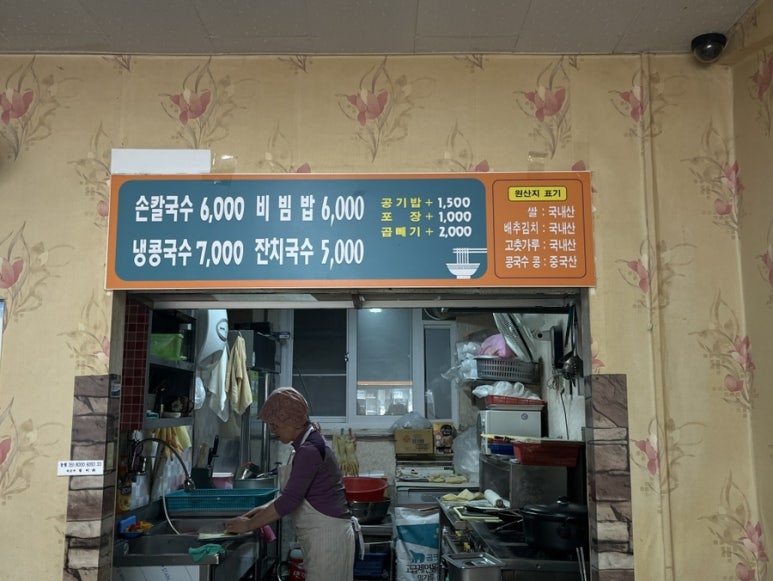 손칼국수 6,000 비 빔 밥 6,000
냉콩국수 7,000 잔치국수 5,000
공기밥 + 1,500
포 장 + 1,000
곱빼기 + 2,000
원산지 표기
쌀 : 국내산
배추김치 : 국내산
고춧가루 : 국내산
콩국수 콩 : 중국산